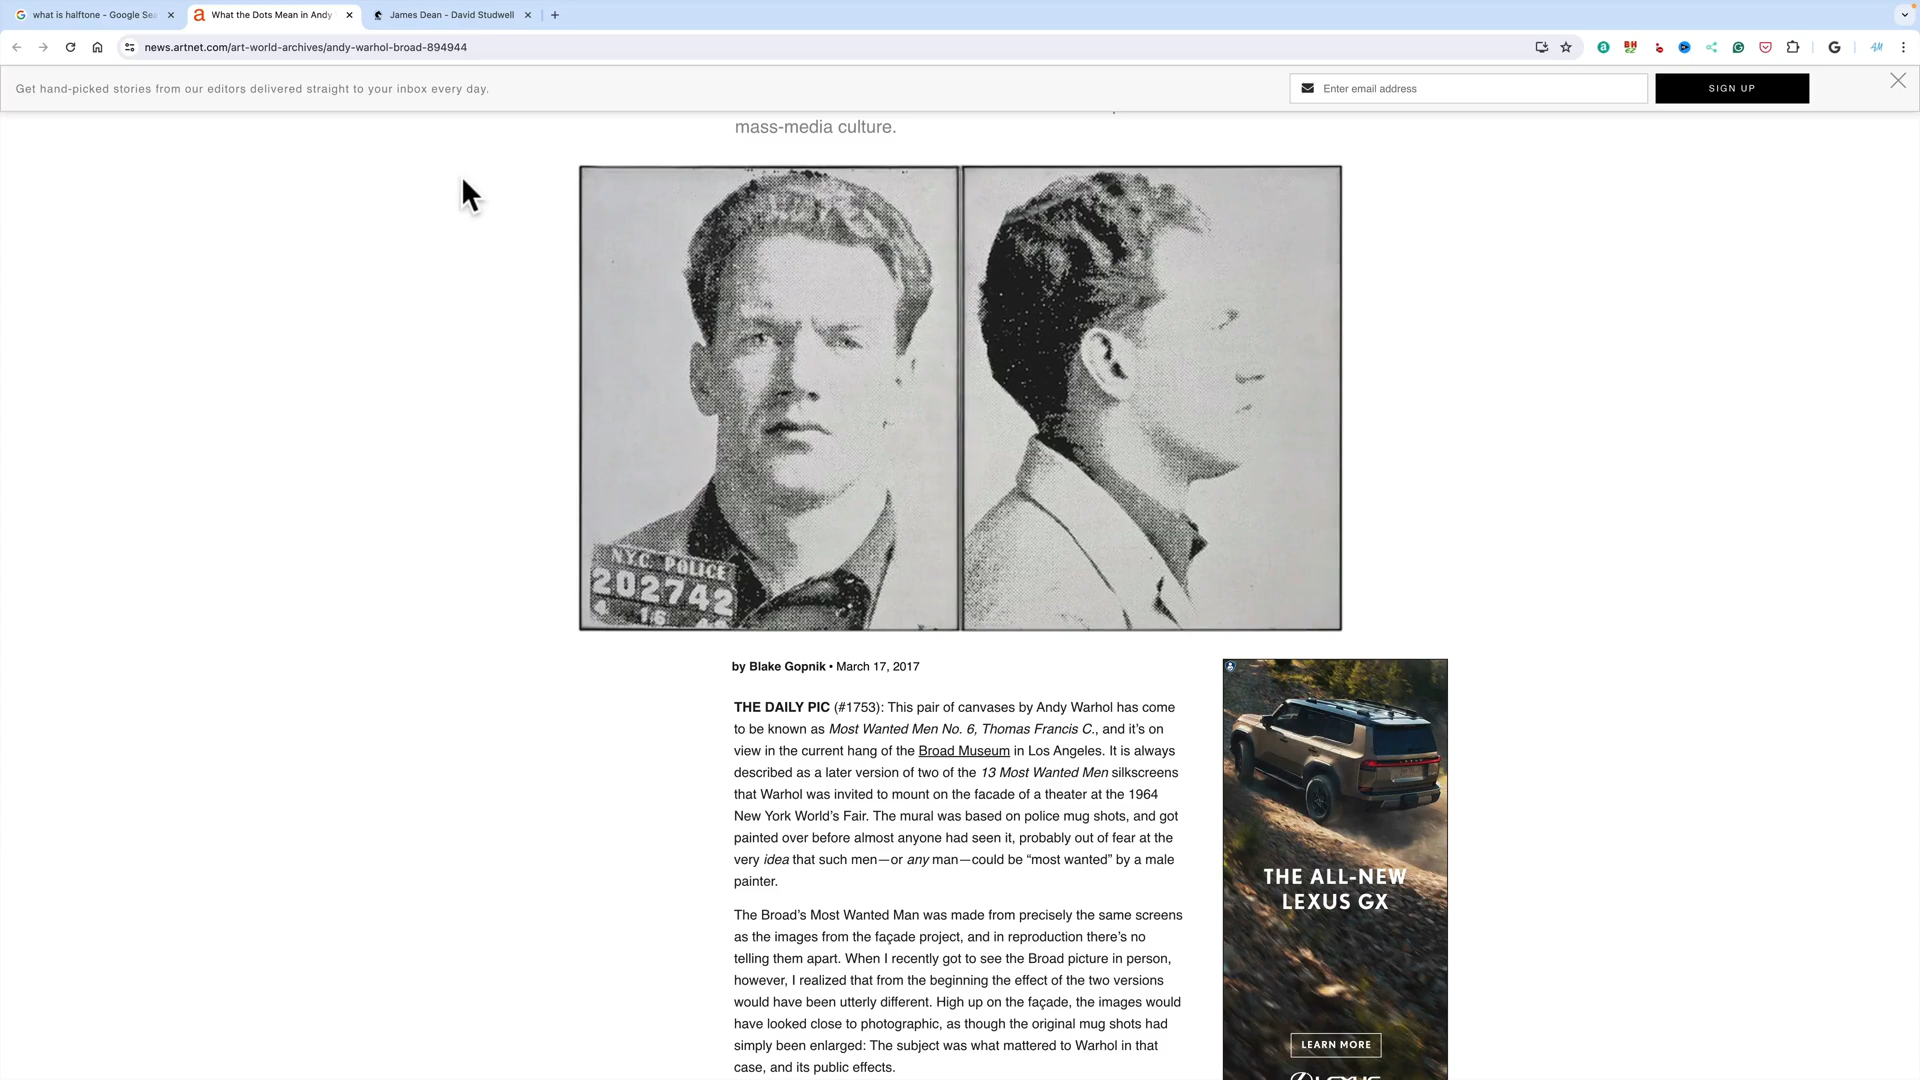 what is halftone - Google Sea
What the Dots Mean in Andy
James Dean - David Studwell
news.artnet.com/art-world-archives/andy-warhol-broad-894944
Get hand-picked stories from our editors delivered straight to your inbox every day.
Enter email address
SIGN UP
mass-media culture.
N.Y.C. POLICE
202742
4 16
by Blake Gopnik • March 17, 2017
THE DAILY PIC (#1753): This pair of canvases by Andy Warhol has come
to be known as Most Wanted Men No. 6, Thomas Francis C., and it’s on
view in the current hang of the Broad Museum in Los Angeles. It is always
described as a later version of two of the 13 Most Wanted Men silkscreens
that Warhol was invited to mount on the facade of a theater at the 1964
New York World’s Fair. The mural was based on police mug shots, and got
painted over before almost anyone had seen it, probably out of fear at the
very idea that such men—or any man—could be “most wanted” by a male
painter.
The Broad’s Most Wanted Man was made from precisely the same screens
as the images from the façade project, and in reproduction there’s no
telling them apart. When I recently got to see the Broad picture in person,
however, I realized that from the beginning the effect of the two versions
would have been utterly different. High up on the façade, the images would
have looked close to photographic, as though the original mug shots had
simply been enlarged: The subject was what mattered to Warhol in that
case, and its public effects.
THE ALL-NEW
LEXUS GX
LEARN MORE
LEXUS